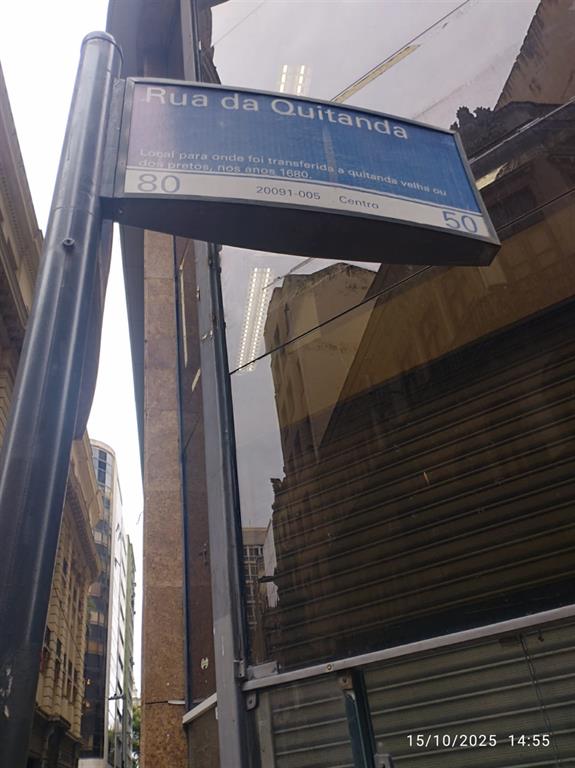 Rua da Quitanda
Local para onde foi transferida a quitanda velha ou
dos pretos, nos anos 1680.
80 20091-005 Centro 50
15/10/2025 14:55